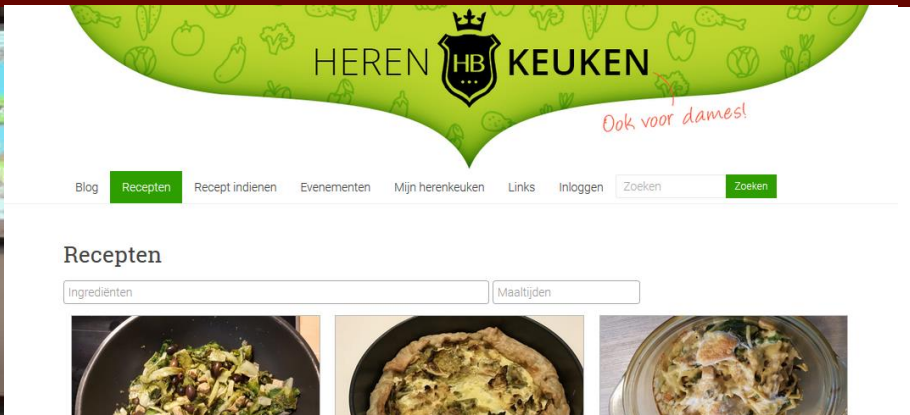 HEREN HB KEUKEN
Ook voor dames!
Blog Recepten Recept indienen Evenementen Mijn herenkeuken Links Inloggen Zoeken Zoeken
Recepten
Ingrediënten Maaltijden